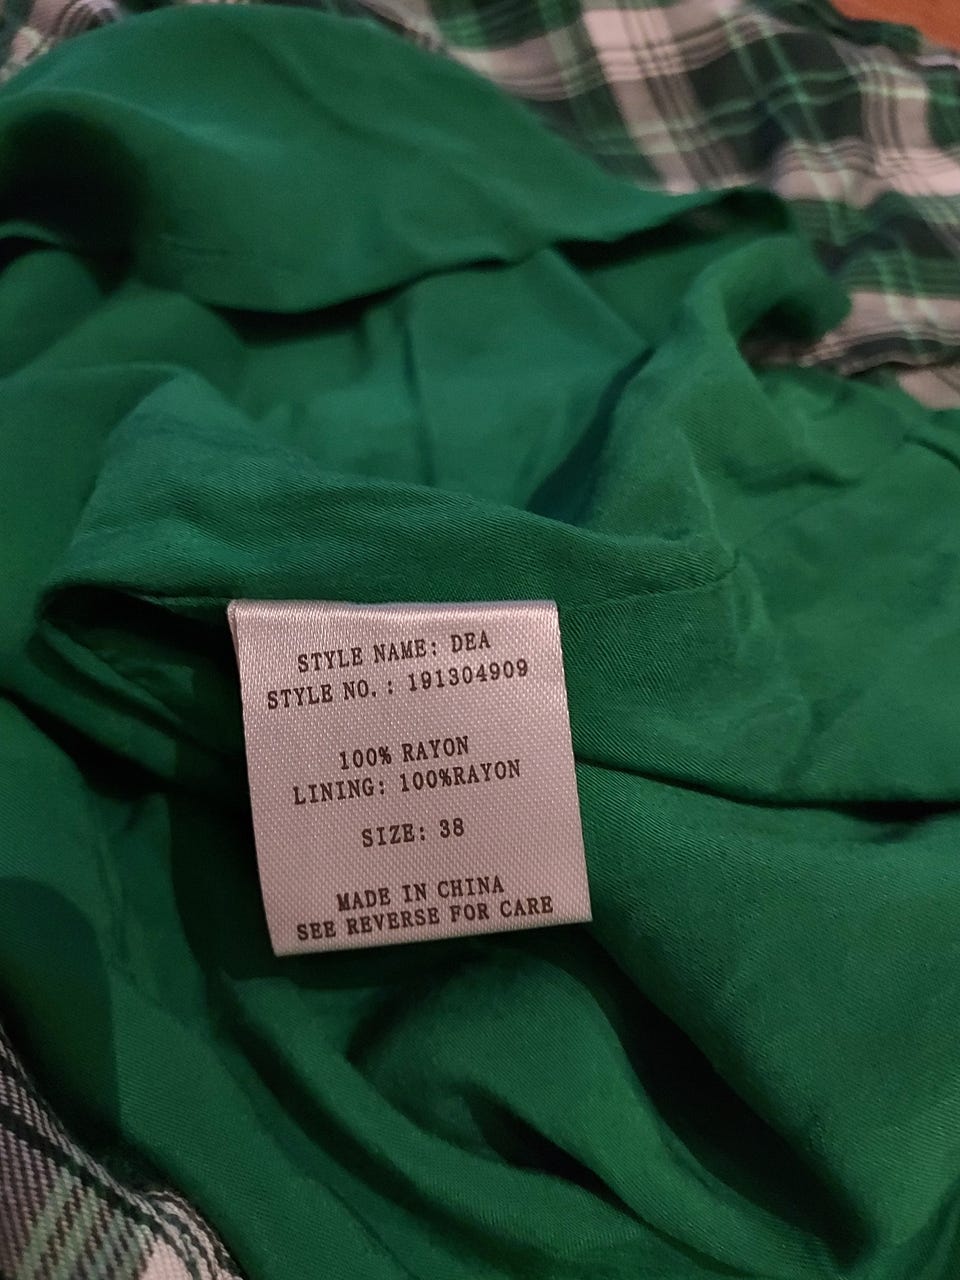 STYLE NAME: DEA
STYLE NO.: 191304909
100% RAYON
LINING: 100%RAYON
SIZE: 38
MADE IN CHINA
SEE REVERSE FOR CARE